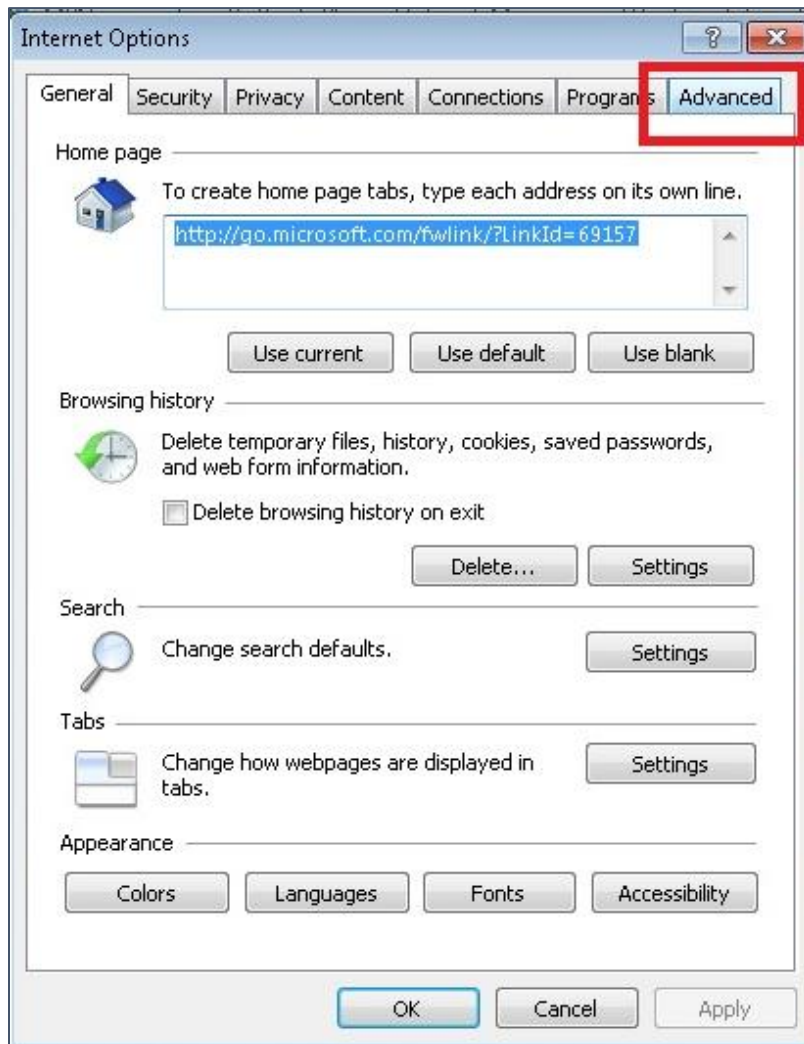 Internet Options
General Security Privacy Content Connections Programs Advanced
Home page
To create home page tabs, type each address on its own line.
http://go.microsoft.com/fwlink/?LinkId=69157
Use current Use default Use blank
Browsing history
Delete temporary files, history, cookies, saved passwords,
and web form information.
Delete browsing history on exit
Delete... Settings
Search
Change search defaults. Settings
Tabs
Change how webpages are displayed in Settings
tabs.
Appearance
Colors Languages Fonts Accessibility
OK Cancel Apply